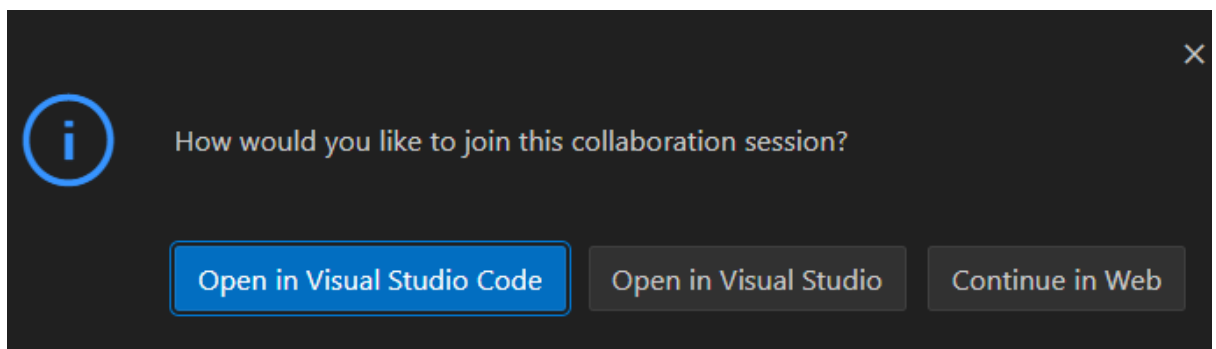 How would you like to join this collaboration session?
Open in Visual Studio Code Open in Visual Studio Continue in Web